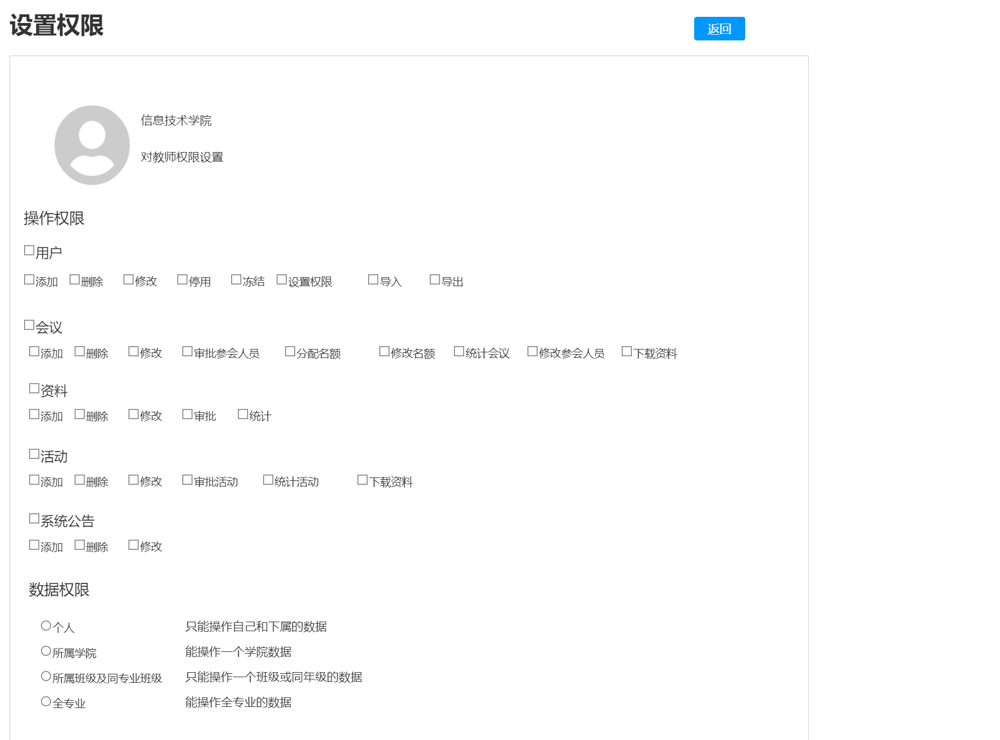 设置权限
返回
信息技术学院
对教师权限设置
操作权限
用户
添加 删除 修改 停用 冻结 设置权限 导入 导出
会议
添加 删除 修改 审批参会人员 分配名额 修改名额 统计会议 修改参会人员 下载资料
资料
添加 删除 修改 审批 统计
活动
添加 删除 修改 审批活动 统计活动 下载资料
系统公告
添加 删除 修改
数据权限
个人 只能操作自己和下属的数据
所属学院 能操作一个学院数据
所属班级及同专业班级 只能操作一个班级或同年级的数据
全专业 能操作全专业的数据